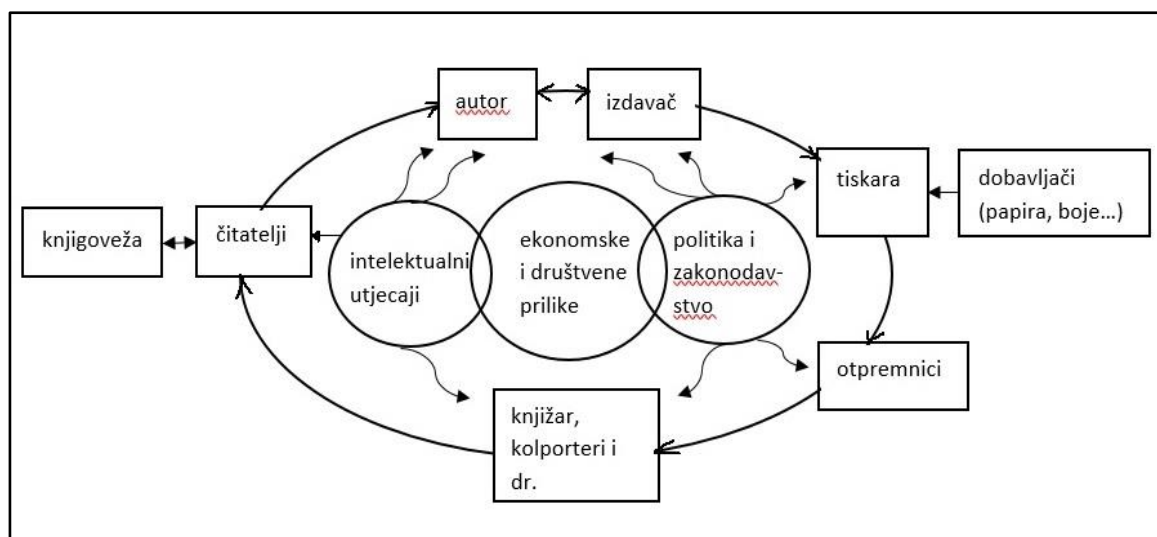 autor
izdavač
tiskara
dobavljači
(papira, boje...)
knjigoveža
čitatelji
intelektualni
utjecaji
ekonomske
i društvene
prilike
politika i
zakonodav-
stvo
otpremnici
knjižar,
kolporteri i
dr.